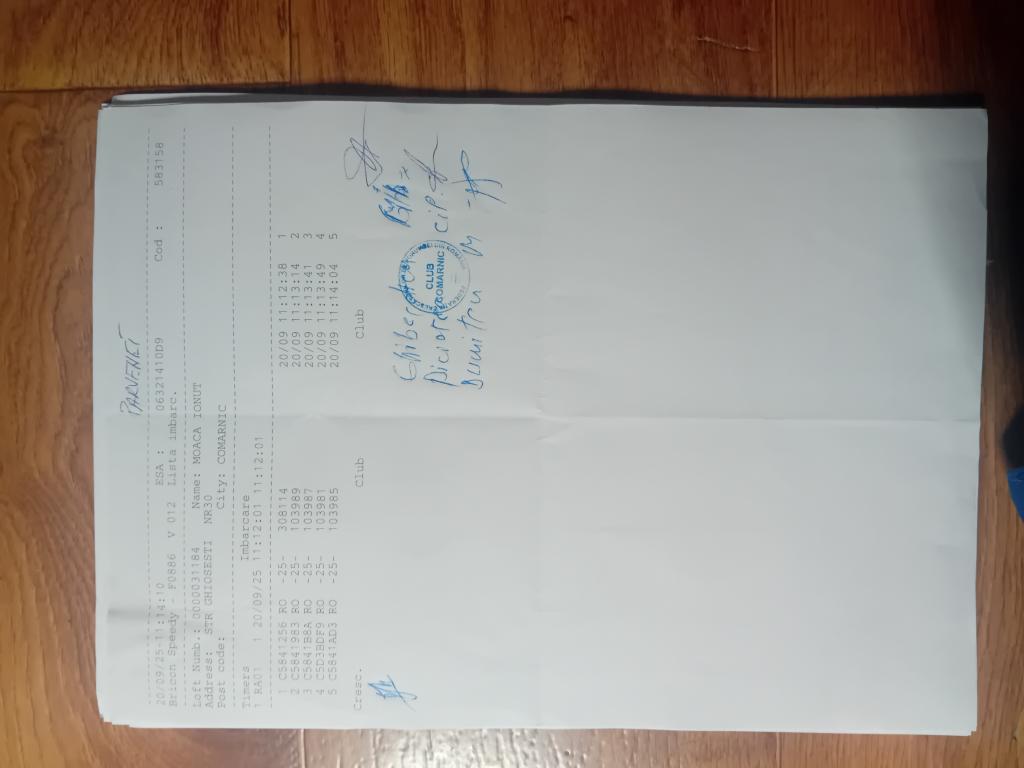 PARVENIT
20/09/25-11:14:10 ESA : 06321410D9 Cod : 583158
Bricon Speedy - F0886 V 012 Lista imbarc.
Loft Numb.: 0000031184 Name: MOACA IONUT
Address: STR GHIOSESTI NR30
Post code: City: COMARNIC
Timers Imbarcare
1 RA01 1 20/09/25 11:12:01 11:12:01
1 C5841256 RO -25- 308114 20/09 11:12:38 1
2 C5841983 RO -25- 103989 20/09 11:13:14 2
3 C5841B8A RO -25- 103987 20/09 11:13:41 3
4 C5D3BDF9 RO -25- 103981 20/09 11:13:49 4
5 C5841AD3 RO -25- 103985 20/09 11:14:04 5
Cresc. Club Club
CLUB
COMARNIC
Dumitru M